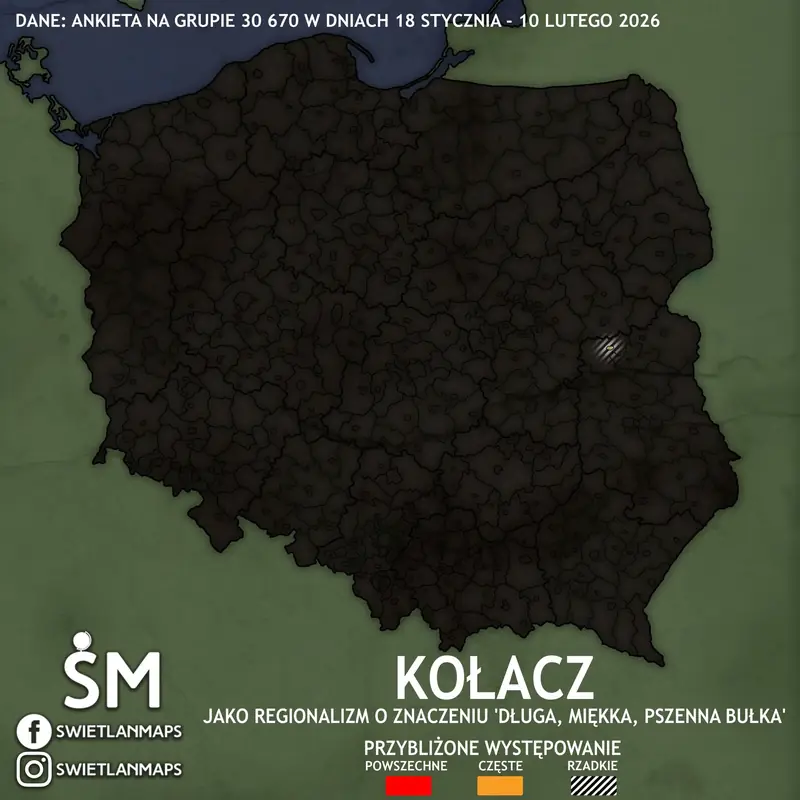 DANE: ANKIETA NA GRUPIE 30 670 W DNIACH 18 STYCZNIA - 10 LUTEGO 2026
ŚM
SWIETLANMAPS
SWIETLANMAPS
KOŁACZ
JAKO REGIONALIZM O ZNACZENIU 'DŁUGA, MIĘKKA, PSZENNA BUŁKA'
PRZYBLIŻONE WYSTĘPOWANIE
POWSZECHNE CZĘSTE RZADKIE